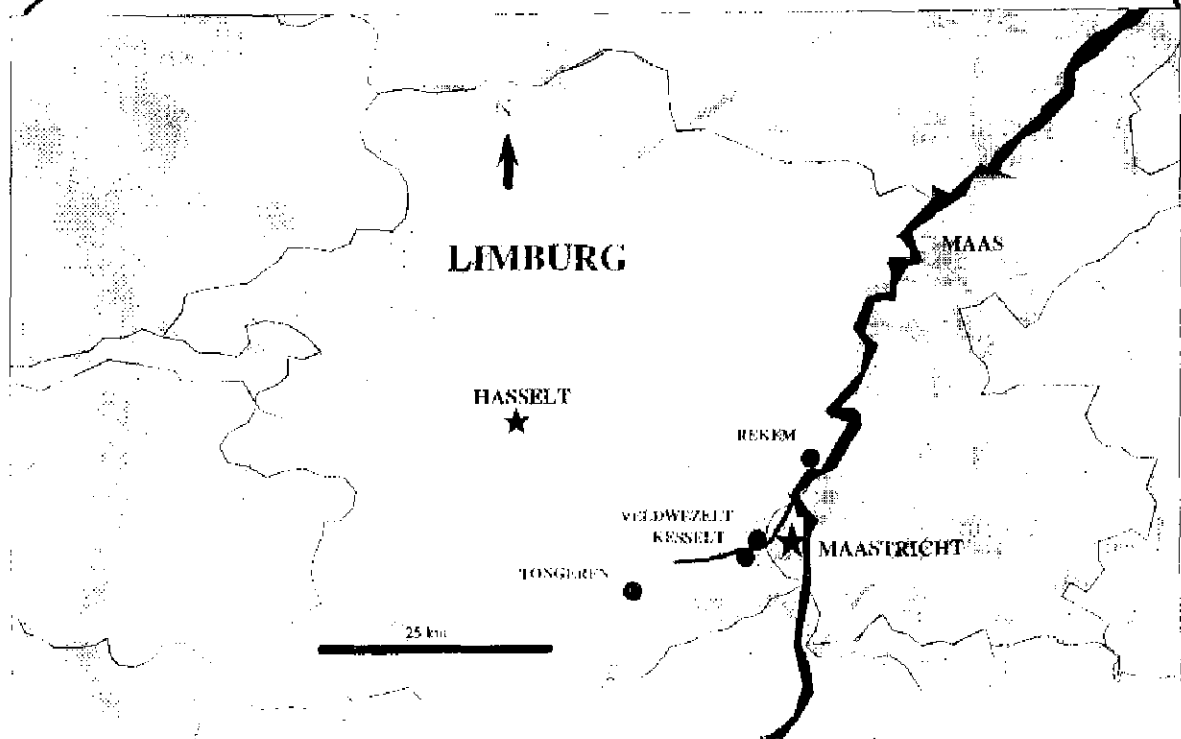 N
LIMBURG
MAAS
HASSELT
REKEM
VELDWEZELT
KESSELT
MAASTRICHT
TONGEREN
25 km